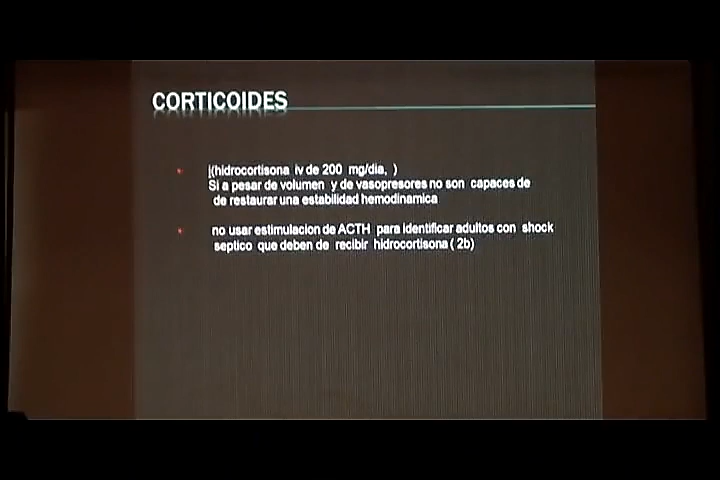 CORTICOIDES
(hidrocortisona iv de 200 mg/dia, )
Si a pesar de volumen y de vasopresores no son capaces de
de restaurar una estabilidad hemodinamica
no usar estimulacion de ACTH para identificar adultos con shock
septico que deben de recibir hidrocortisona ( 2b)